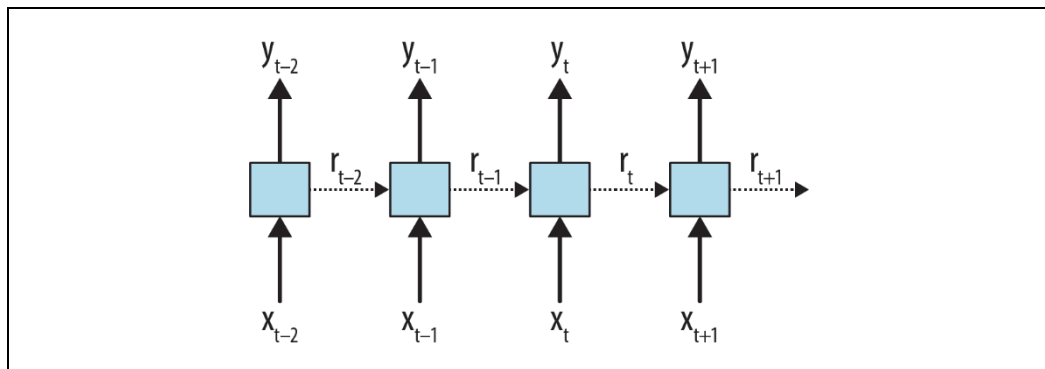 y_{t–2} y_{t–1} y_t y_{t+1}
r_{t–2} r_{t–1} r_t r_{t+1}
x_{t–2} x_{t–1} x_t x_{t+1}